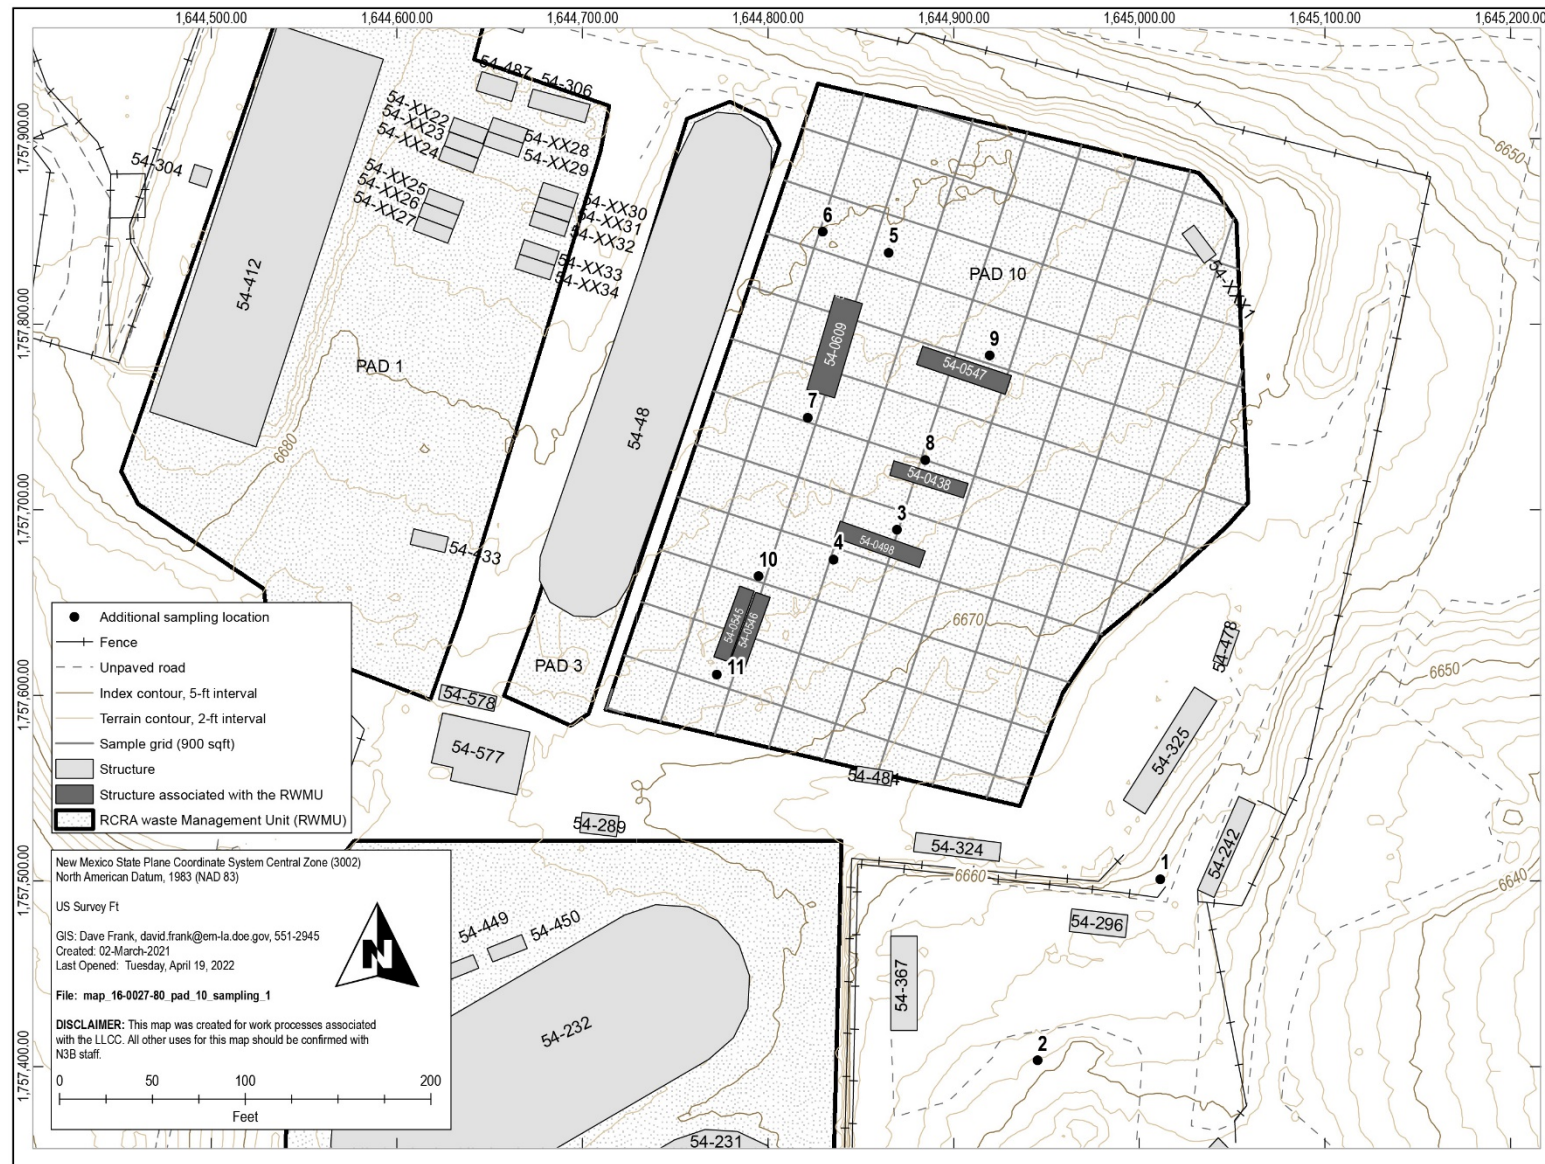 1,644,500.00
1,644,600.00
1,644,700.00
1,644,800.00
1,644,900.00
1,645,000.00
1,645,100.00
1,645,200.00
1,757,900.00
1,757,800.00
1,757,700.00
1,757,600.00
1,757,500.00
1,757,400.00
54-487
54-306
54-XX22
54-XX23
54-XX24
54-XX28
54-XX29
54-304
54-XX25
54-XX26
54-XX27
54-XX30
54-XX31
54-XX32
54-XX33
54-XX34
54-412
PAD 1
6680
54-433
54-48
PAD 3
54-578
54-577
54-289
6
5
PAD 10
54-XXX1
6650
54-0609
9
54-0547
7
8
54-0438
3
54-0498
4
10
54-0545
54-0546
11
6670
54-478
6650
54-325
54-484
54-324
54-242
6660
1
54-296
6640
54-367
2
54-449
54-450
54-232
54-231
Additional sampling location
Fence
Unpaved road
Index contour, 5-ft interval
Terrain contour, 2-ft interval
Sample grid (900 sqft)
Structure
Structure associated with the RWMU
RCRA waste Management Unit (RWMU)
New Mexico State Plane Coordinate System Central Zone (3002)
North American Datum, 1983 (NAD 83)
US Survey Ft
GIS: Dave Frank, david.frank@em-la.doe.gov, 551-2945
Created: 02-March-2021
Last Opened: Tuesday, April 19, 2022
N
File: map_16-0027-80_pad_10_sampling_1
DISCLAIMER: This map was created for work processes associated
with the LLCC. All other uses for this map should be confirmed with
N3B staff.
0 50 100 200
Feet